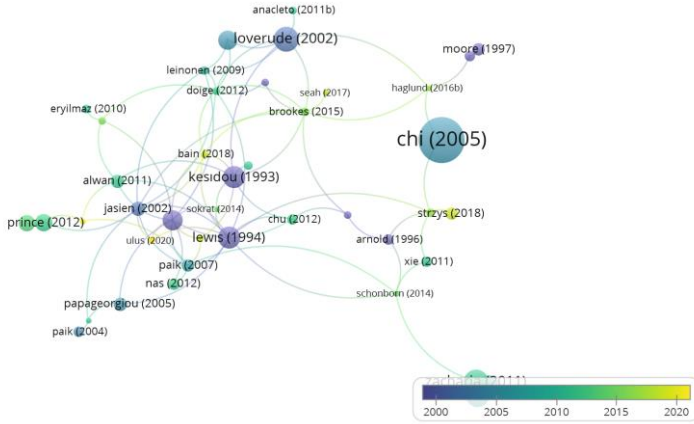 anacleto (2011b)
loverude (2002)
moore (1997)
leinonen (2009)
doige (2012)
seah (2017)
haglund (2016b)
eryilmaz (2010)
brookes (2015)
chi (2005)
bain (2018)
kesidou (1993)
alwan (2011)
jasien (2002)
sokrat (2014)
prince (2012)
chu (2012)
strzys (2018)
ulus (2020)
lewis (1994)
arnold (1996)
paik (2007)
xie (2011)
nas (2012)
schonborn (2014)
papageorgiou (2005)
paik (2004)
zacharia (2011)
2000 2005 2010 2015 2020